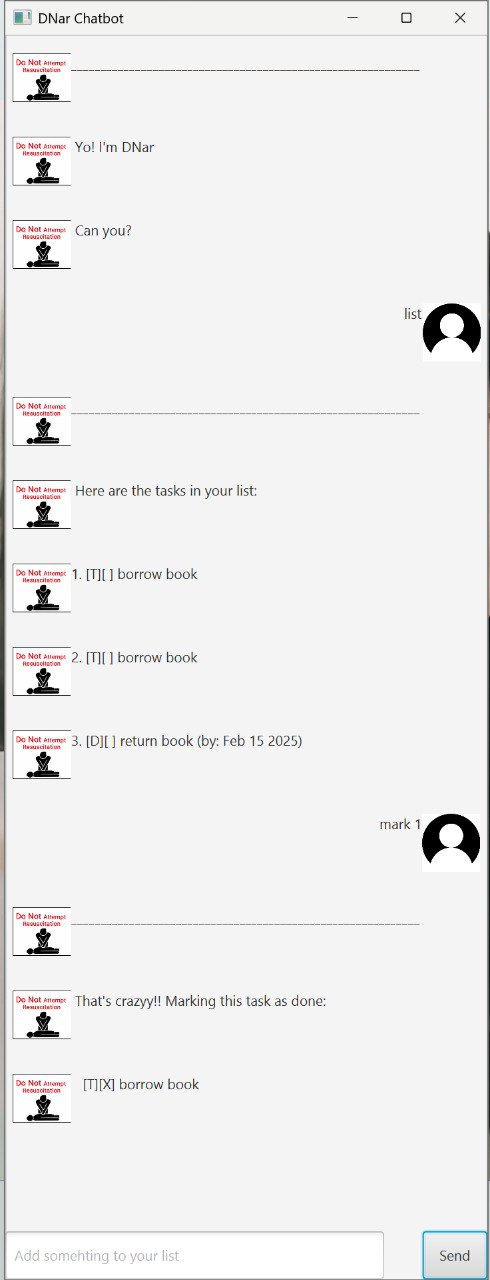 DNar Chatbot
Do Not Attempt
Resuscitation
____________________________________________________________
Do Not Attempt
Resuscitation
Yo! I'm DNar
Do Not Attempt
Resuscitation
Can you?
list
Do Not Attempt
Resuscitation
____________________________________________________________
Do Not Attempt
Resuscitation
Here are the tasks in your list:
Do Not Attempt
Resuscitation
1. [T][ ] borrow book
Do Not Attempt
Resuscitation
2. [T][ ] borrow book
Do Not Attempt
Resuscitation
3. [D][ ] return book (by: Feb 15 2025)
mark 1
Do Not Attempt
Resuscitation
____________________________________________________________
Do Not Attempt
Resuscitation
That's crazyy!! Marking this task as done:
Do Not Attempt
Resuscitation
[T][X] borrow book
Add somehting to your list
Send